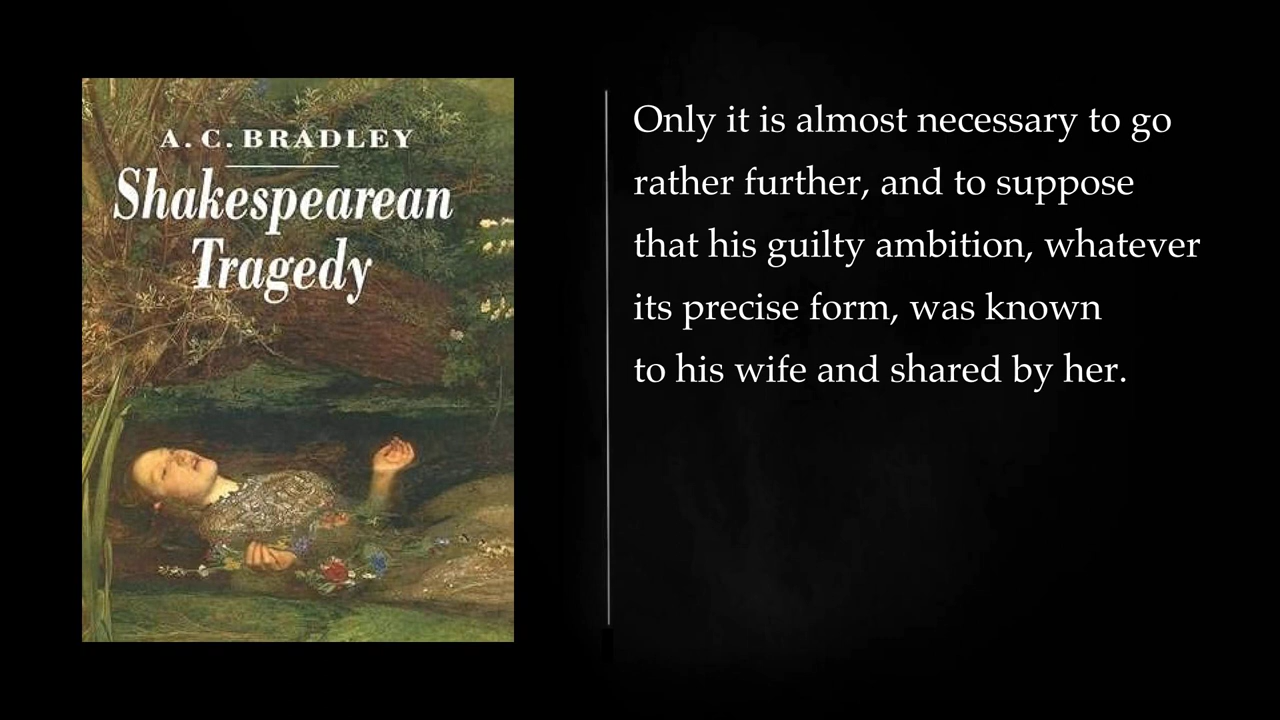 A. C. BRADLEY
Shakespearean
Tragedy
Only it is almost necessary to go
rather further, and to suppose
that his guilty ambition, whatever
its precise form, was known
to his wife and shared by her.